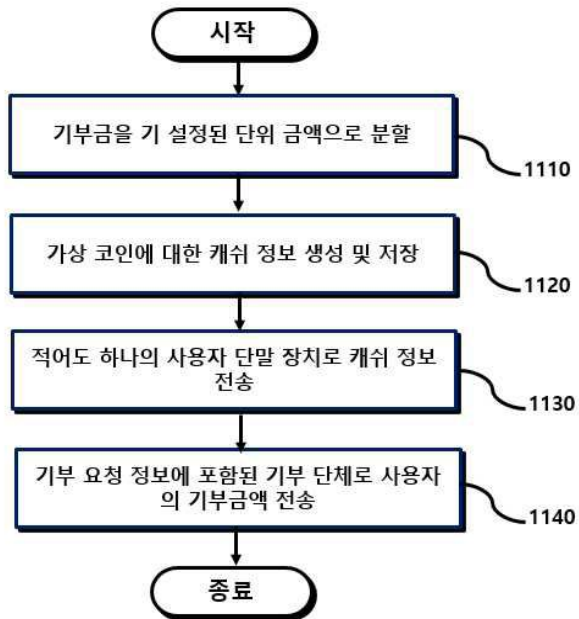 시작
기부금을 기 설정된 단위 금액으로 분할
1110
가상 코인에 대한 캐쉬 정보 생성 및 저장
1120
적어도 하나의 사용자 단말 장치로 캐쉬 정보
전송
1130
기부 요청 정보에 포함된 기부 단체로 사용자
의 기부금액 전송
1140
종료